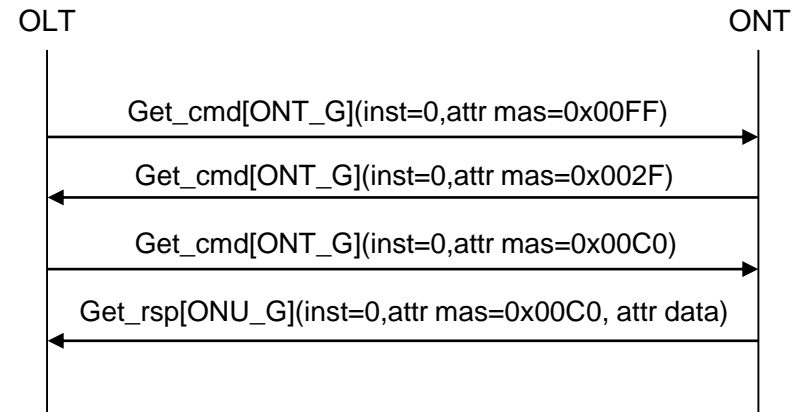 OLT ONT
Get_cmd[ONT_G](inst=0,attr mas=0x00FF)
Get_cmd[ONT_G](inst=0,attr mas=0x002F)
Get_cmd[ONT_G](inst=0,attr mas=0x00C0)
Get_rsp[ONU_G](inst=0,attr mas=0x00C0, attr data)